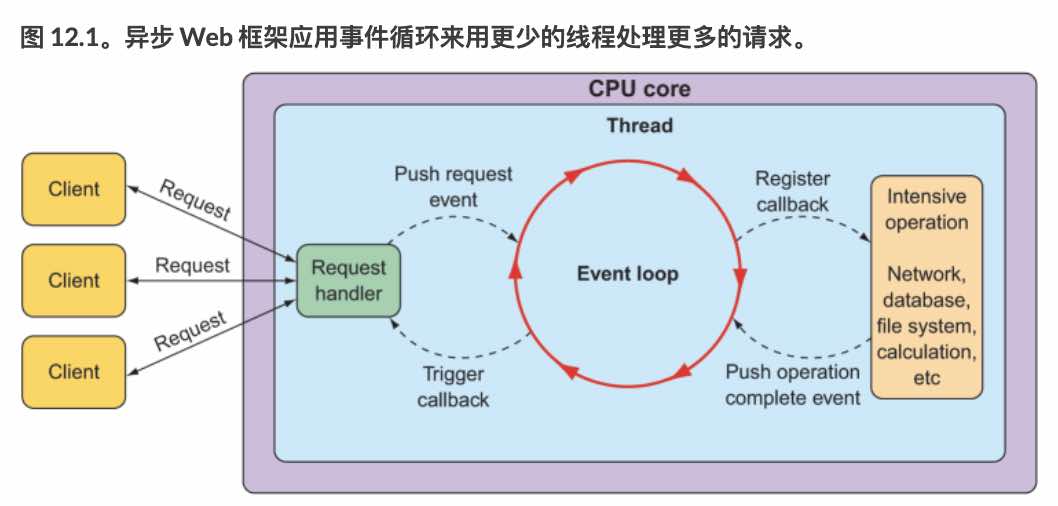 图 12.1。异步 Web 框架应用事件循环来用更少的线程处理更多的请求。
CPU core
Thread
Client
Client
Client
Request
Request
Request
Request
handler
Push request
event
Trigger
callback
Event loop
Register
callback
Push operation
complete event
Intensive
operation
Network,
database,
file system,
calculation,
etc